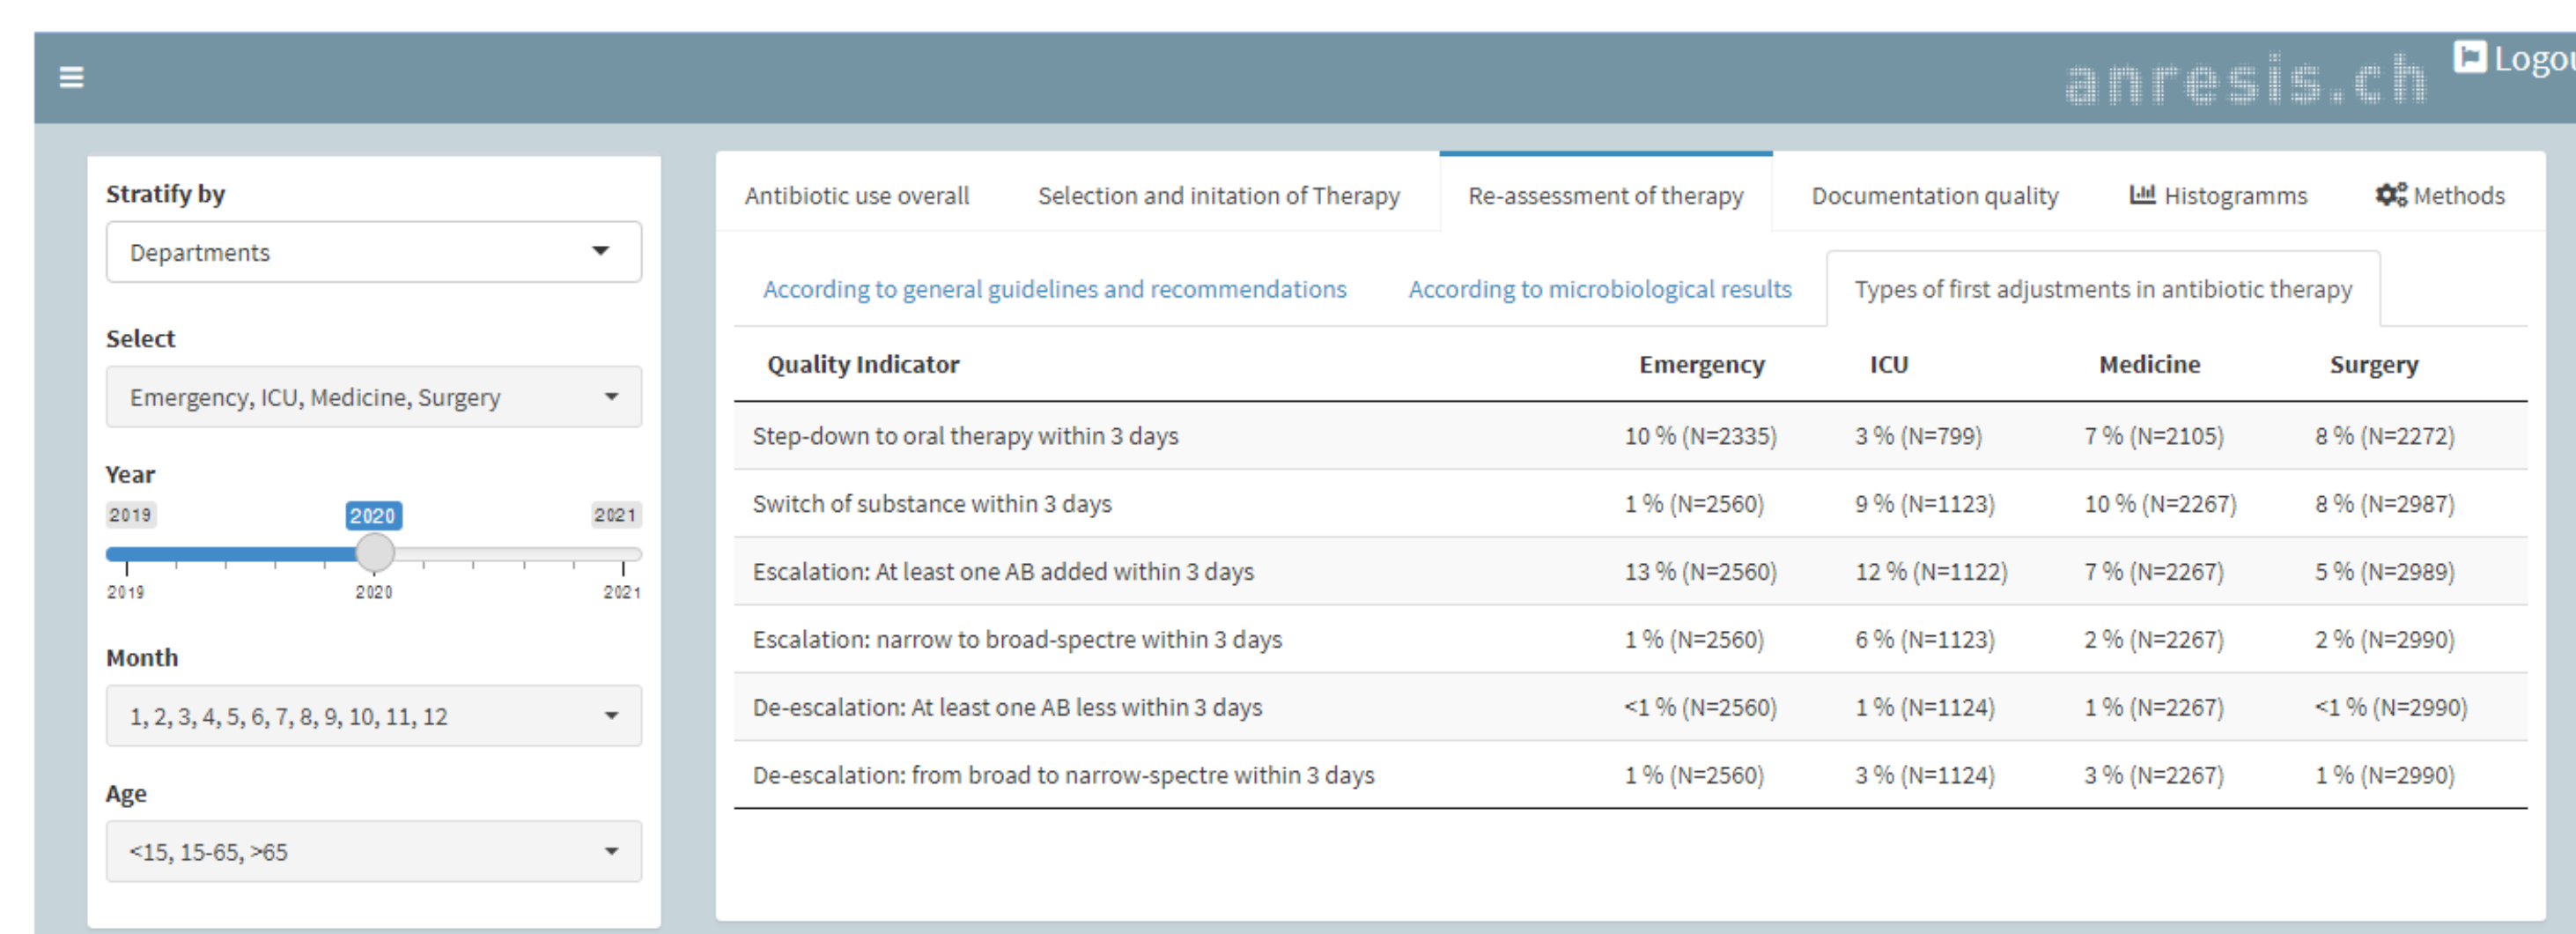 anresis.ch
Stratify by
Departments
Select
Emergency, ICU, Medicine, Surgery
Year
2019 2020 2021
2019 2020 2021
Month
1, 2, 3, 4, 5, 6, 7, 8, 9, 10, 11, 12
Age
<15, 15-65, >65
Antibiotic use overall Selection and initation of Therapy Re-assessment of therapy Documentation quality Histogramms Methods
According to general guidelines and recommendations According to microbiological results Types of first adjustments in antibiotic therapy
Quality Indicator Emergency ICU Medicine Surgery
Step-down to oral therapy within 3 days 10 % (N=2335) 3 % (N=799) 7 % (N=2105) 8 % (N=2272)
Switch of substance within 3 days 1 % (N=2560) 9 % (N=1123) 10 % (N=2267) 8 % (N=2987)
Escalation: At least one AB added within 3 days 13 % (N=2560) 12 % (N=1122) 7 % (N=2267) 5 % (N=2989)
Escalation: narrow to broad-spectre within 3 days 1 % (N=2560) 6 % (N=1123) 2 % (N=2267) 2 % (N=2990)
De-escalation: At least one AB less within 3 days <1 % (N=2560) 1 % (N=1124) 1 % (N=2267) <1 % (N=2990)
De-escalation: from broad to narrow-spectre within 3 days 1 % (N=2560) 3 % (N=1124) 3 % (N=2267) 1 % (N=2990)